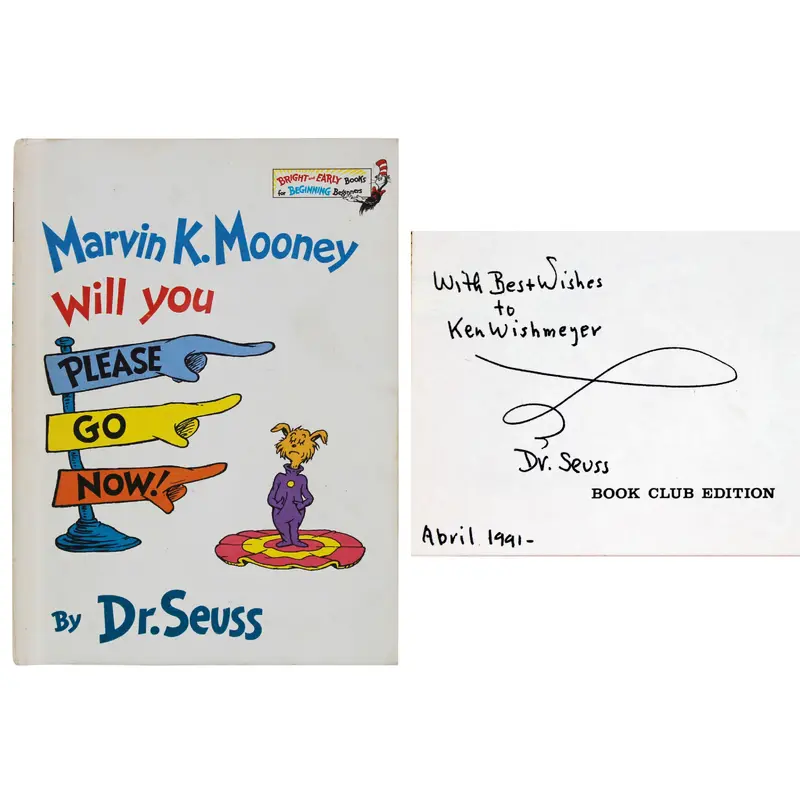 BRIGHT and EARLY BOOKS
for BEGINNING Beginners
Marvin K. Mooney
Will you
PLEASE
GO
NOW!
By Dr. Seuss
With Best Wishes
to
Ken Wishmeyer
Dr. Seuss
BOOK CLUB EDITION
Abril 1991-